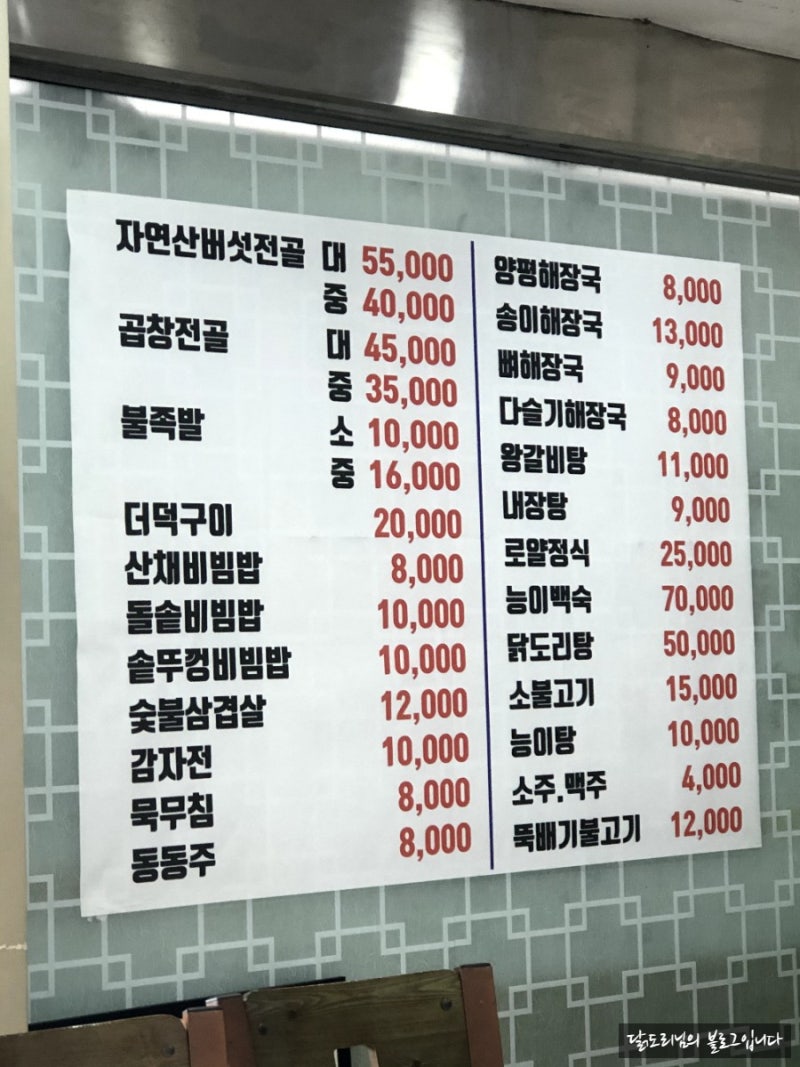 자연산버섯전골 대 55,000
중 40,000
곱창전골 대 45,000
중 35,000
불족발 소 10,000
중 16,000
더덕구이 20,000
산채비빔밥 8,000
돌솥비빔밥 10,000
솥뚜껑비빔밥 10,000
숯불삼겹살 12,000
감자전 10,000
묵무침 8,000
동동주 8,000
양평해장국 8,000
송이해장국 13,000
뼈해장국 9,000
다슬기해장국 8,000
왕갈비탕 11,000
내장탕 9,000
로얄정식 25,000
능이백숙 70,000
닭도리탕 50,000
소불고기 15,000
능이탕 10,000
소주.맥주 4,000
뚝배기불고기 12,000
달도리님의 블로그입니다